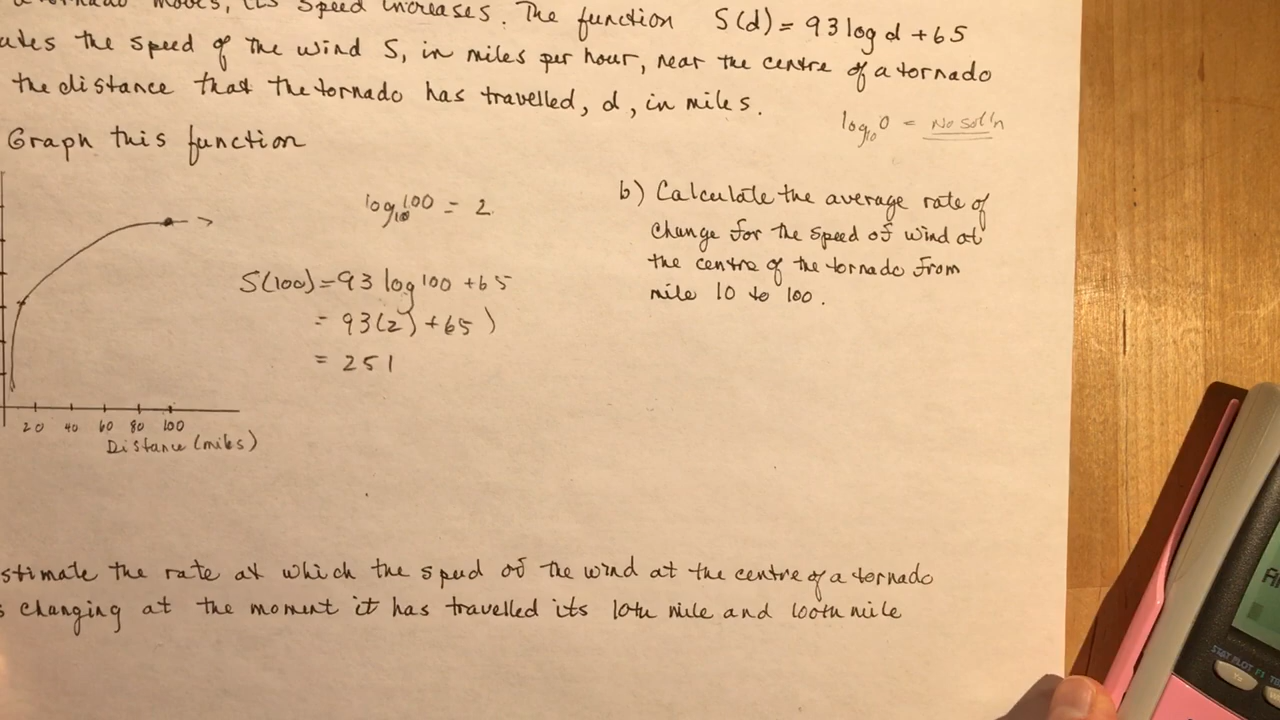 a tornado moves, its speed increases. The function S(d) = 93 log d + 65
ates the speed of the wind S, in miles per hour, near the centre of a tornado
the distance that the tornado has travelled, d, in miles.
log₁₀0 = No sol'n
Graph this function
log₁₀100 = 2
S(100) = 93 log 100 + 65
= 93(2) + 65 )
= 251
20 40 60 80 100
Distance (miles)
b) Calculate the average rate of
change for the speed of wind at
the centre of the tornado from
mile 10 to 100.
stimate the rate at which the speed of the wind at the centre of a tornado
s changing at the moment it has travelled its 10th mile and 100th mile
STAT PLOT F1